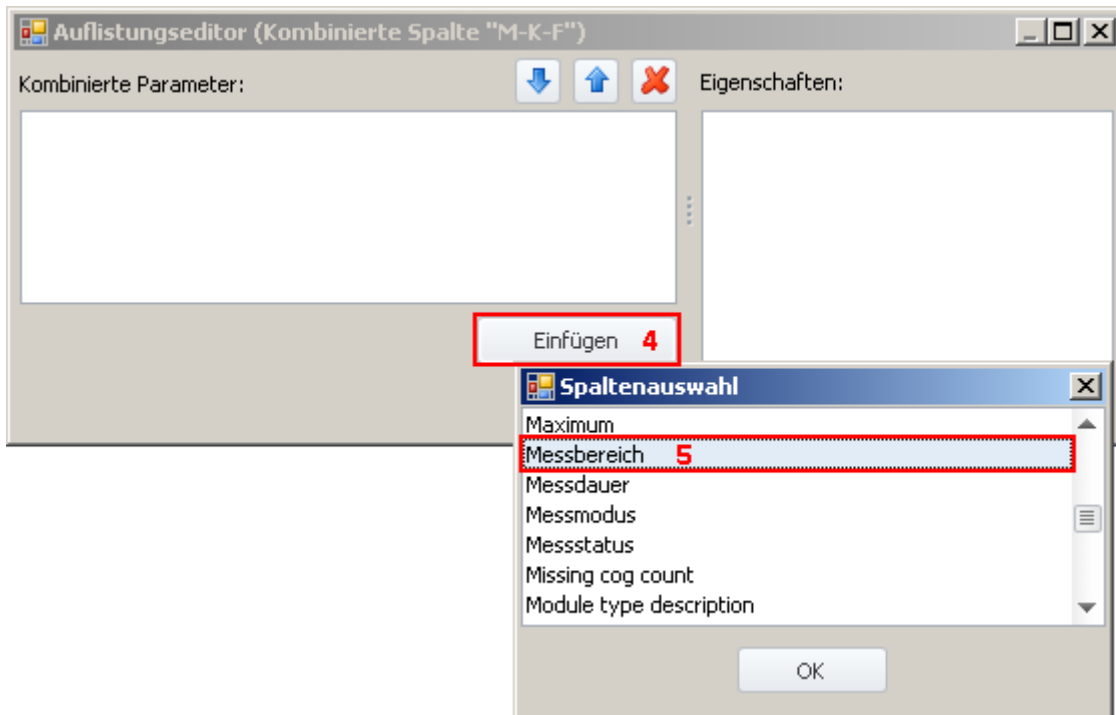 Auflistungseditor (Kombinierte Spalte "M-K-F")
Kombinierte Parameter:
Eigenschaften:
Einfügen 4
Spaltenauswahl
Maximum
Messbereich 5
Messdauer
Messmodus
Messstatus
Missing cog count
Module type description
OK